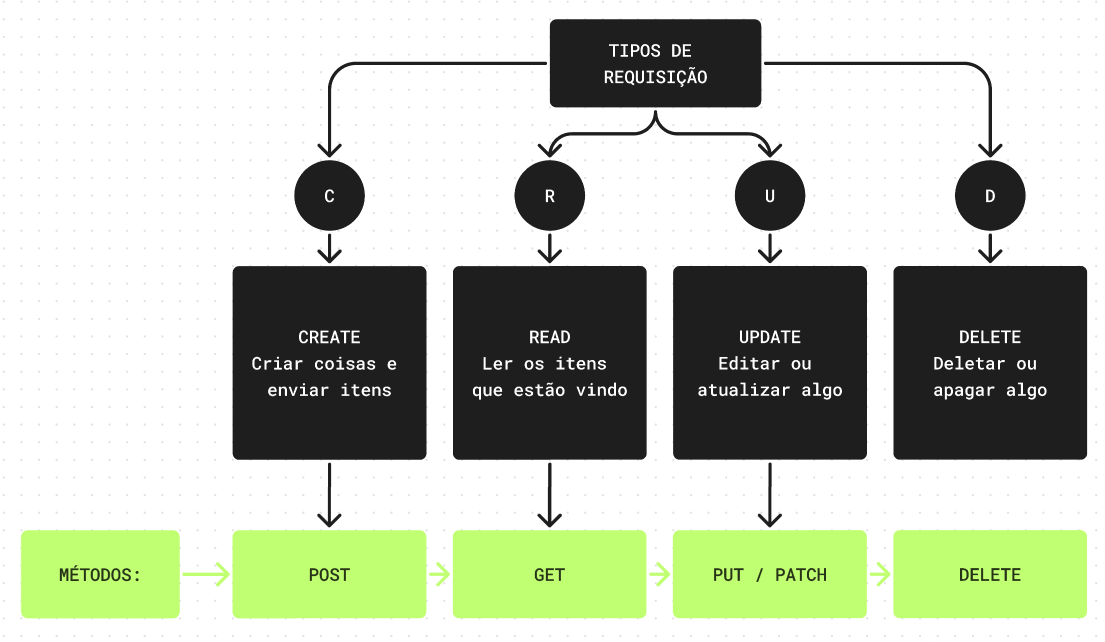 TIPOS DE
REQUISIÇÃO
C
R
U
D
CREATE
Criar coisas e
enviar itens
READ
Ler os itens
que estão vindo
UPDATE
Editar ou
atualizar algo
DELETE
Deletar ou
apagar algo
MÉTODOS:
POST
GET
PUT / PATCH
DELETE